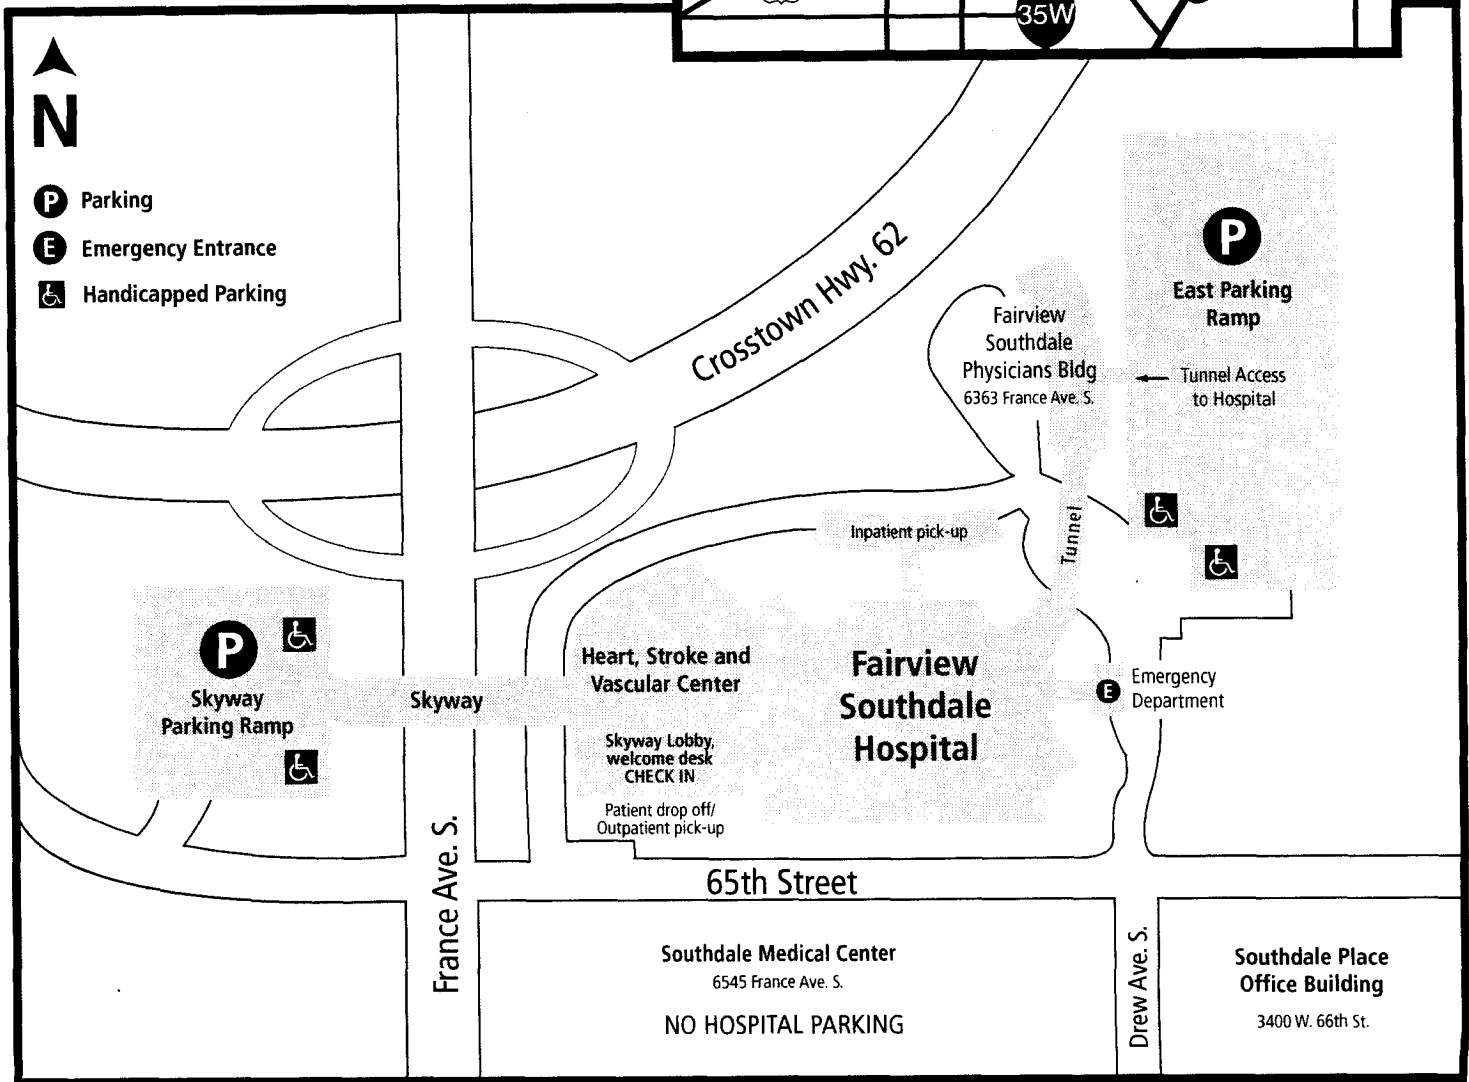 35W
N
P Parking
E Emergency Entrance
Handicapped Parking
Crosstown Hwy. 62
P
East Parking
Ramp
Tunnel Access
to Hospital
Fairview
Southdale
Physicians Bldg
6363 France Ave. S.
Inpatient pick-up
Tunnel
P
Skyway
Parking Ramp
Skyway
Heart, Stroke and
Vascular Center
Skyway Lobby,
welcome desk
CHECK IN
Patient drop off/
Outpatient pick-up
Fairview
Southdale
Hospital
E
Emergency
Department
France Ave. S.
65th Street
Southdale Medical Center
6545 France Ave. S.
NO HOSPITAL PARKING
Drew Ave. S.
Southdale Place
Office Building
3400 W. 66th St.